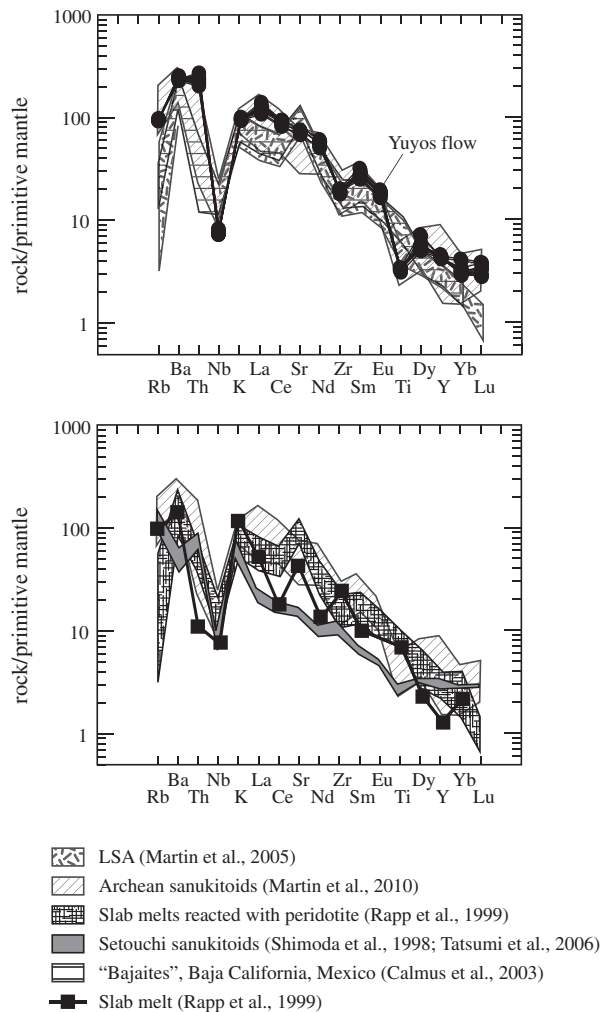 1000
100
10
1
rock/primitive mantle
Yuyos flow
Ba Th Nb K La Ce Sr Nd Zr Sm Eu Ti Dy Y Yb Lu Rb
1000
100
10
1
rock/primitive mantle
Ba Nb La Sr Zr Eu Dy Yb
Rb Th K Ce Nd Sm Ti Y Lu
LSA (Martin et al., 2005)
Archean sanukitoids (Martin et al., 2010)
Slab melts reacted with peridotite (Rapp et al., 1999)
Setouchi sanukitoids (Shimoda et al., 1998; Tatsumi et al., 2006)
“Bajaites”, Baja California, Mexico (Calmus et al., 2003)
Slab melt (Rapp et al., 1999)